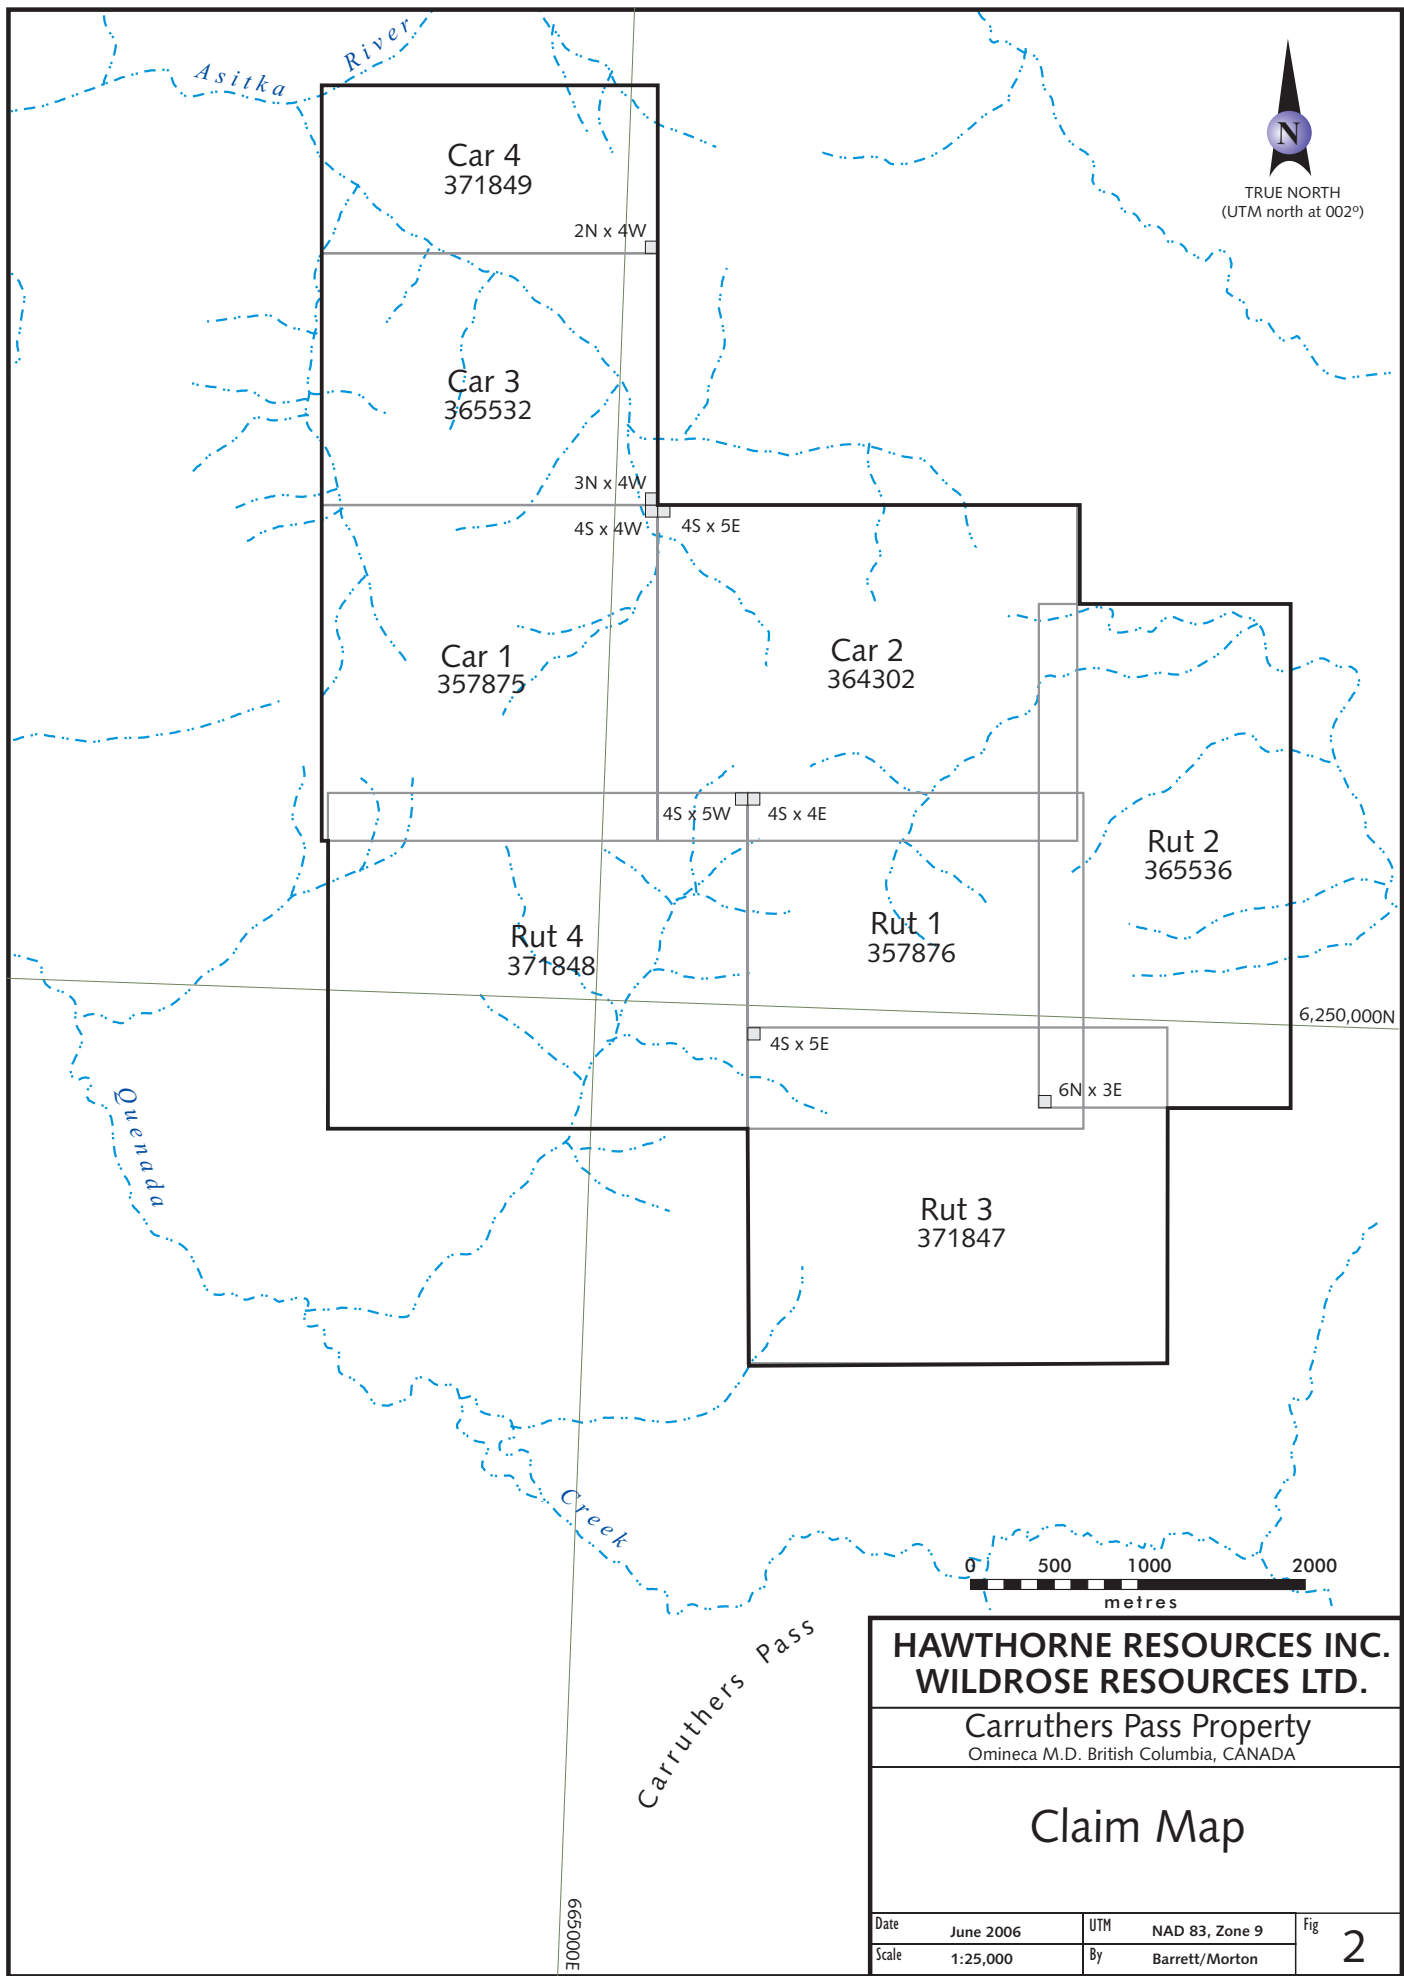 Asitka River
N
TRUE NORTH
(UTM north at 002º)
Car 4
371849
2N x 4W
Car 3
365532
3N x 4W
4S x 4W
4S x 5E
Car 1
357875
Car 2
364302
4S x 5W
4S x 4E
Rut 2
365536
Rut 1
357876
Rut 4
371848
6,250,000N
4S x 5E
6N x 3E
Quenada
Rut 3
371847
Creek
0 500 1000 2000
metres
Carruthers Pass
665000E
HAWTHORNE RESOURCES INC.
WILDROSE RESOURCES LTD.
Carruthers Pass Property
Omineca M.D. British Columbia, CANADA
Claim Map
Date June 2006 UTM NAD 83, Zone 9 Fig 2
Scale 1:25,000 By Barrett/Morton